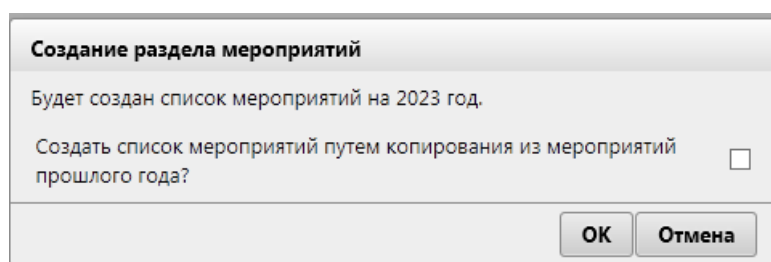 Создание раздела мероприятий
Будет создан список мероприятий на 2023 год.
Создать список мероприятий путем копирования из мероприятий
прошлого года?
ОК Отмена